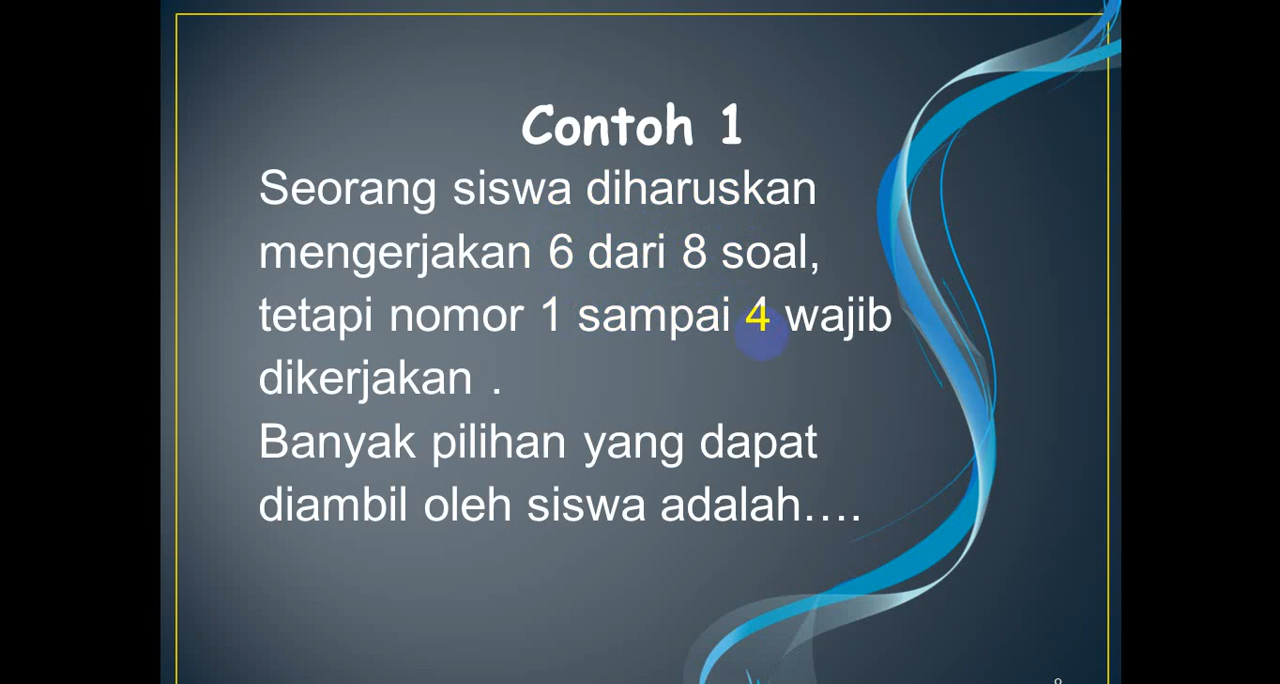 Contoh 1
Seorang siswa diharuskan
mengerjakan 6 dari 8 soal,
tetapi nomor 1 sampai 4 wajib
dikerjakan .
Banyak pilihan yang dapat
diambil oleh siswa adalah….